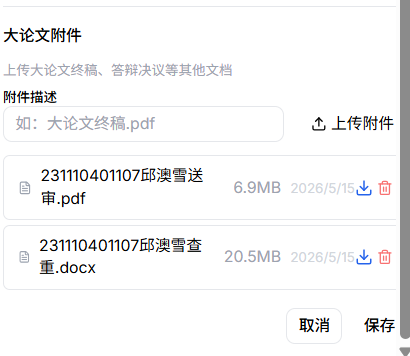 大论文附件
上传大论文终稿、答辩决议等其他文档
附件描述
如：大论文终稿.pdf
上传附件
231110401107邱澳雪送
审.pdf
6.9MB
2026/5/15
231110401107邱澳雪查
重.docx
20.5MB
2026/5/15
取消
保存